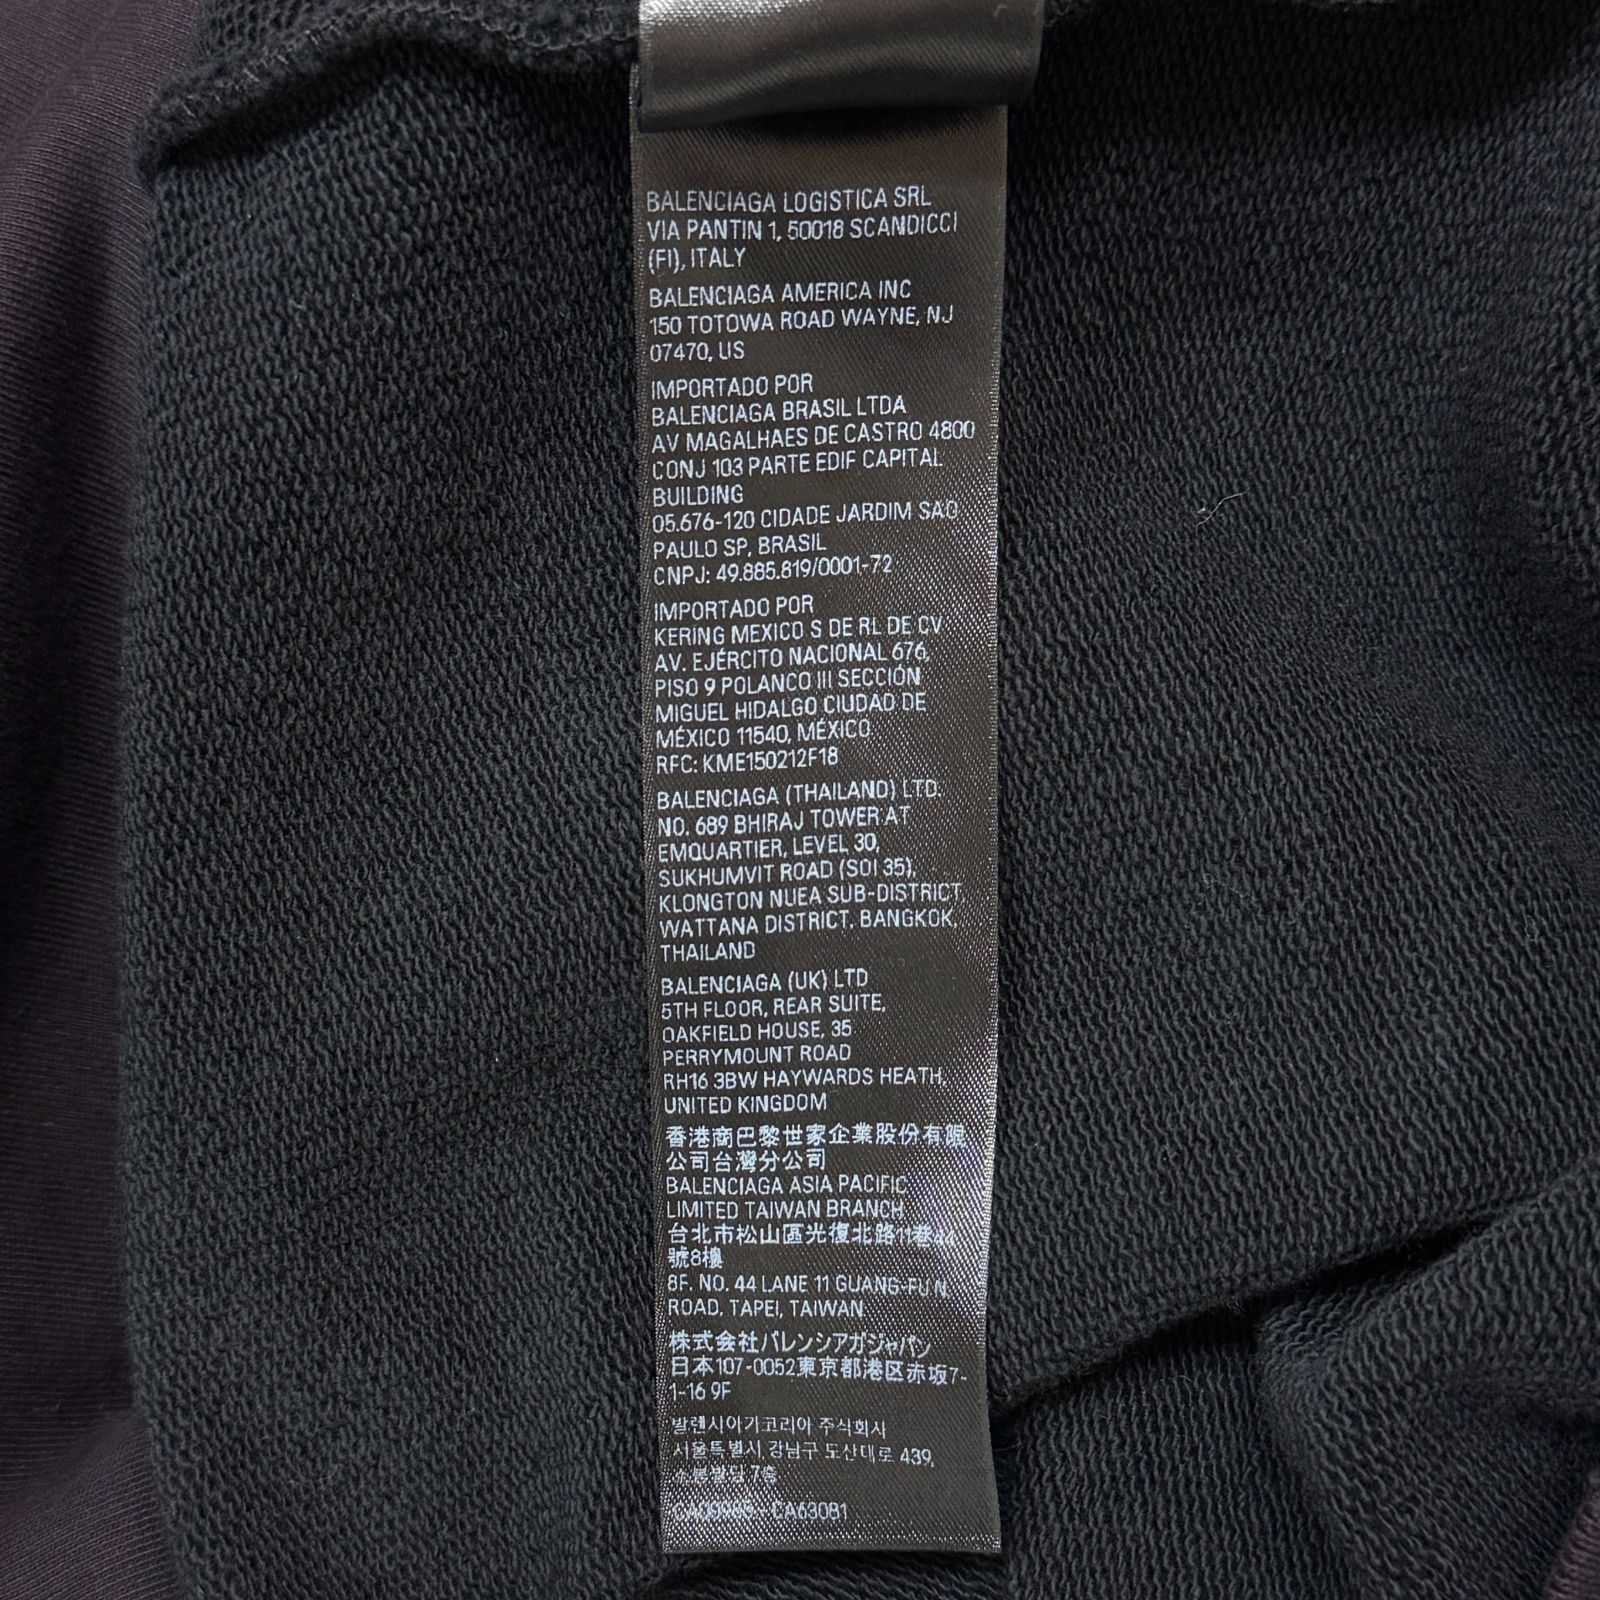 BALENCIAGA LOGISTICA SRL
VIA PANTIN 1, 50018 SCANDICCI
(FI), ITALY
BALENCIAGA AMERICA INC
150 TOTOWA ROAD WAYNE, NJ
07470, US
IMPORTADO POR
BALENCIAGA BRASIL LTDA
AV MAGALHAES DE CASTRO 4800
CONJ 103 PARTE EDIF CAPITAL
BUILDING
05.676-120 CIDADE JARDIM SAO
PAULO SP, BRASIL
CNPJ: 49.885.819/0001-72
IMPORTADO POR
KERING MEXICO S DE RL DE CV
AV. EJÉRCITO NACIONAL 676,
PISO 9 POLANCO III SECCIÓN
MIGUEL HIDALGO CIUDAD DE
MÉXICO 11540, MÉXICO
RFC: KME150212F18
BALENCIAGA (THAILAND) LTD.
NO. 689 BHIRAJ TOWER AT
EMQUARTIER, LEVEL 30,
SUKHUMVIT ROAD (SOI 35),
KLONGTON NUEA SUB-DISTRICT
WATTANA DISTRICT. BANGKOK,
THAILAND
BALENCIAGA (UK) LTD
5TH FLOOR, REAR SUITE,
OAKFIELD HOUSE, 35
PERRYMOUNT ROAD
RH16 3BW HAYWARDS HEATH,
UNITED KINGDOM
香港商巴黎世家企業股份有限
公司台灣分公司
BALENCIAGA ASIA PACIFIC
LIMITED TAIWAN BRANCH
台北市松山區光復北路11巷44
號8樓
8F. NO. 44 LANE 11 GUANG-FU N.
ROAD, TAPEI, TAIWAN
株式会社バレンシアガジャパン
日本107-0052東京都港区赤坂7-
1-16 9F
발렌시아가코리아 주식회사
서울특별시 강남구 도산대로 439,
7층
CA63081